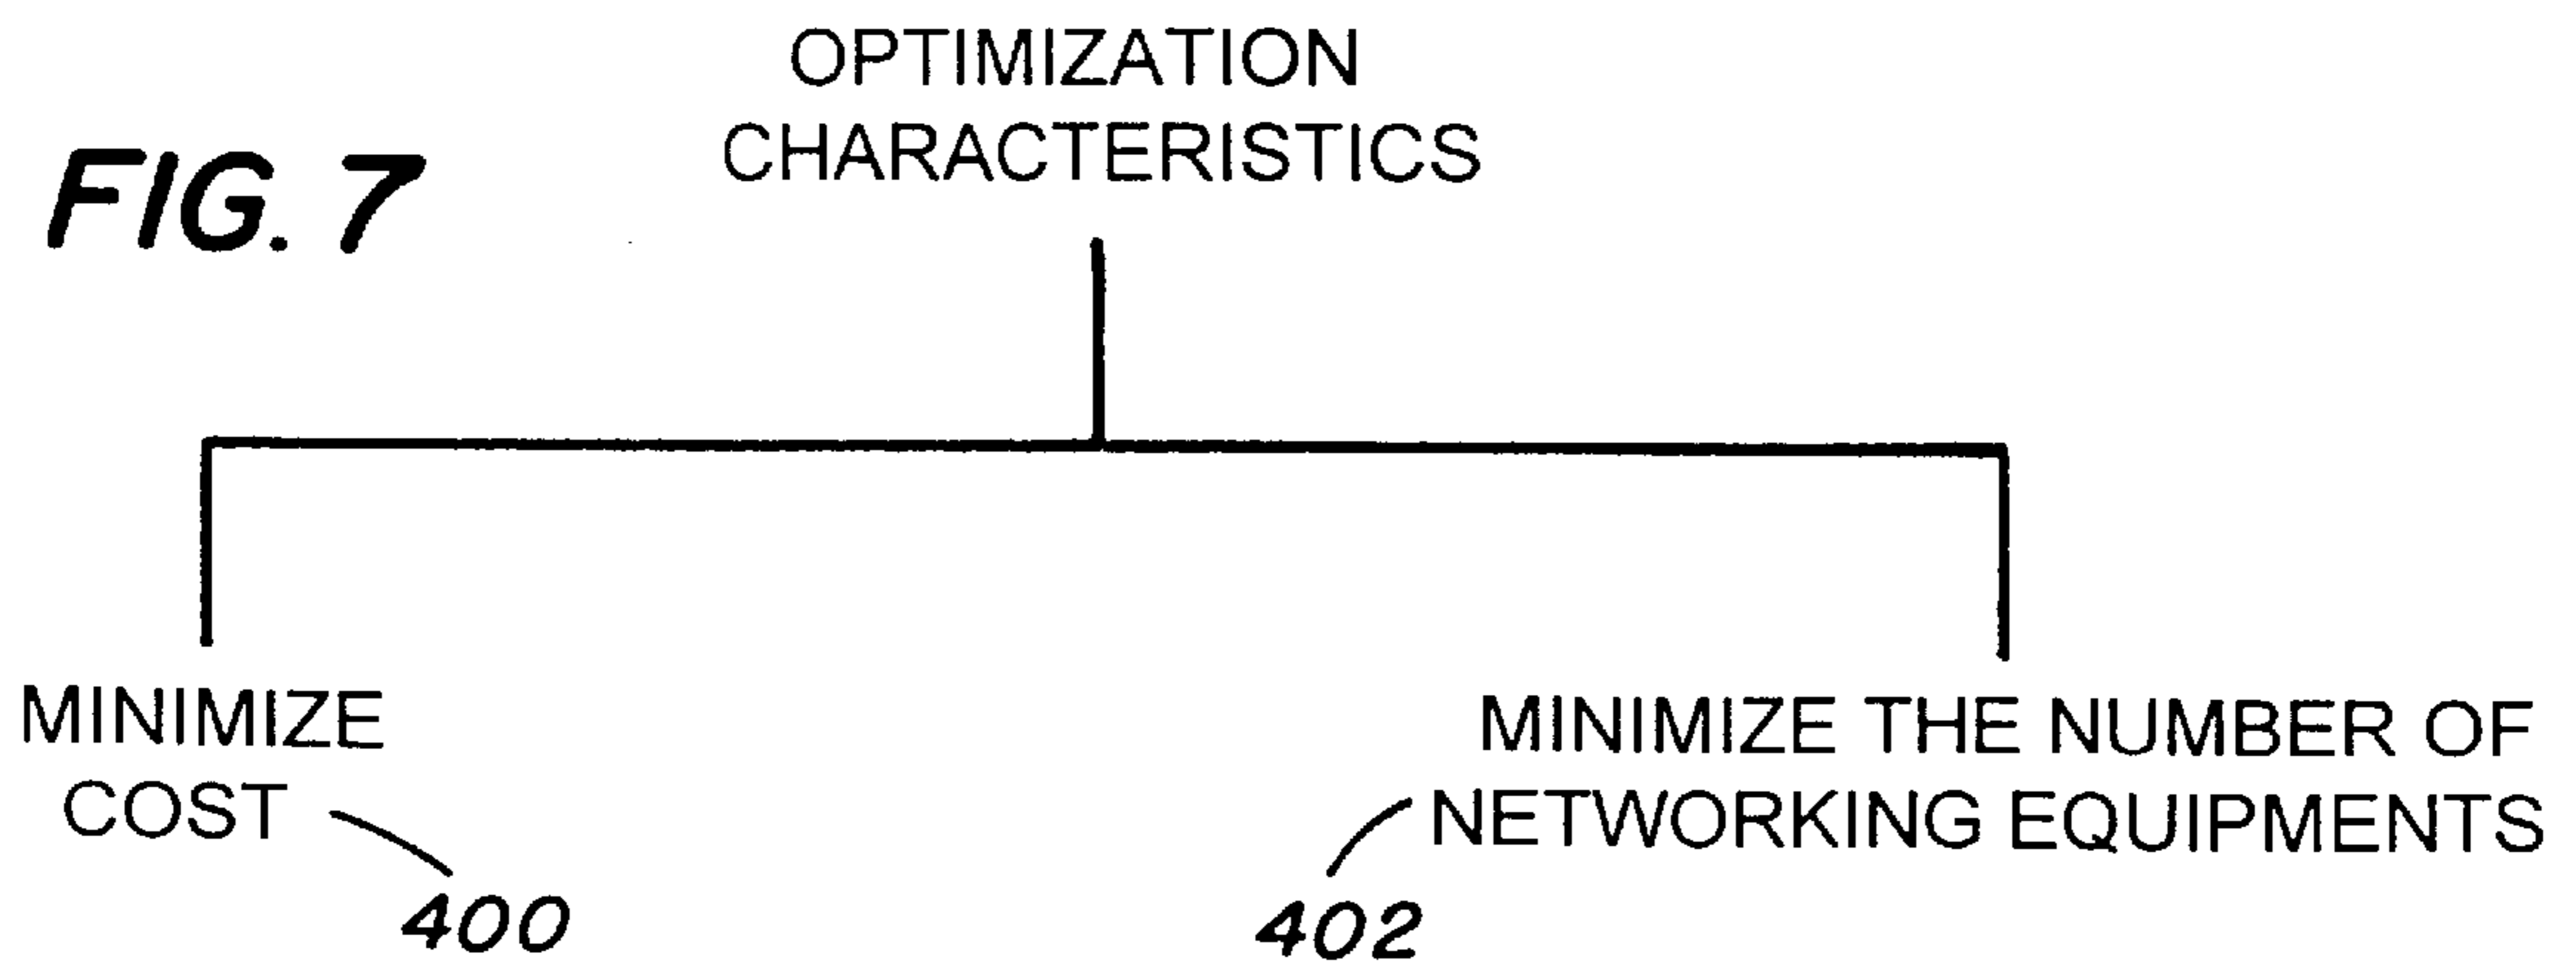 OPTIMIZATION
CHARACTERISTICS
FIG. 7
MINIMIZE
COST
400
MINIMIZE THE NUMBER OF
NETWORKING EQUIPMENTS
402